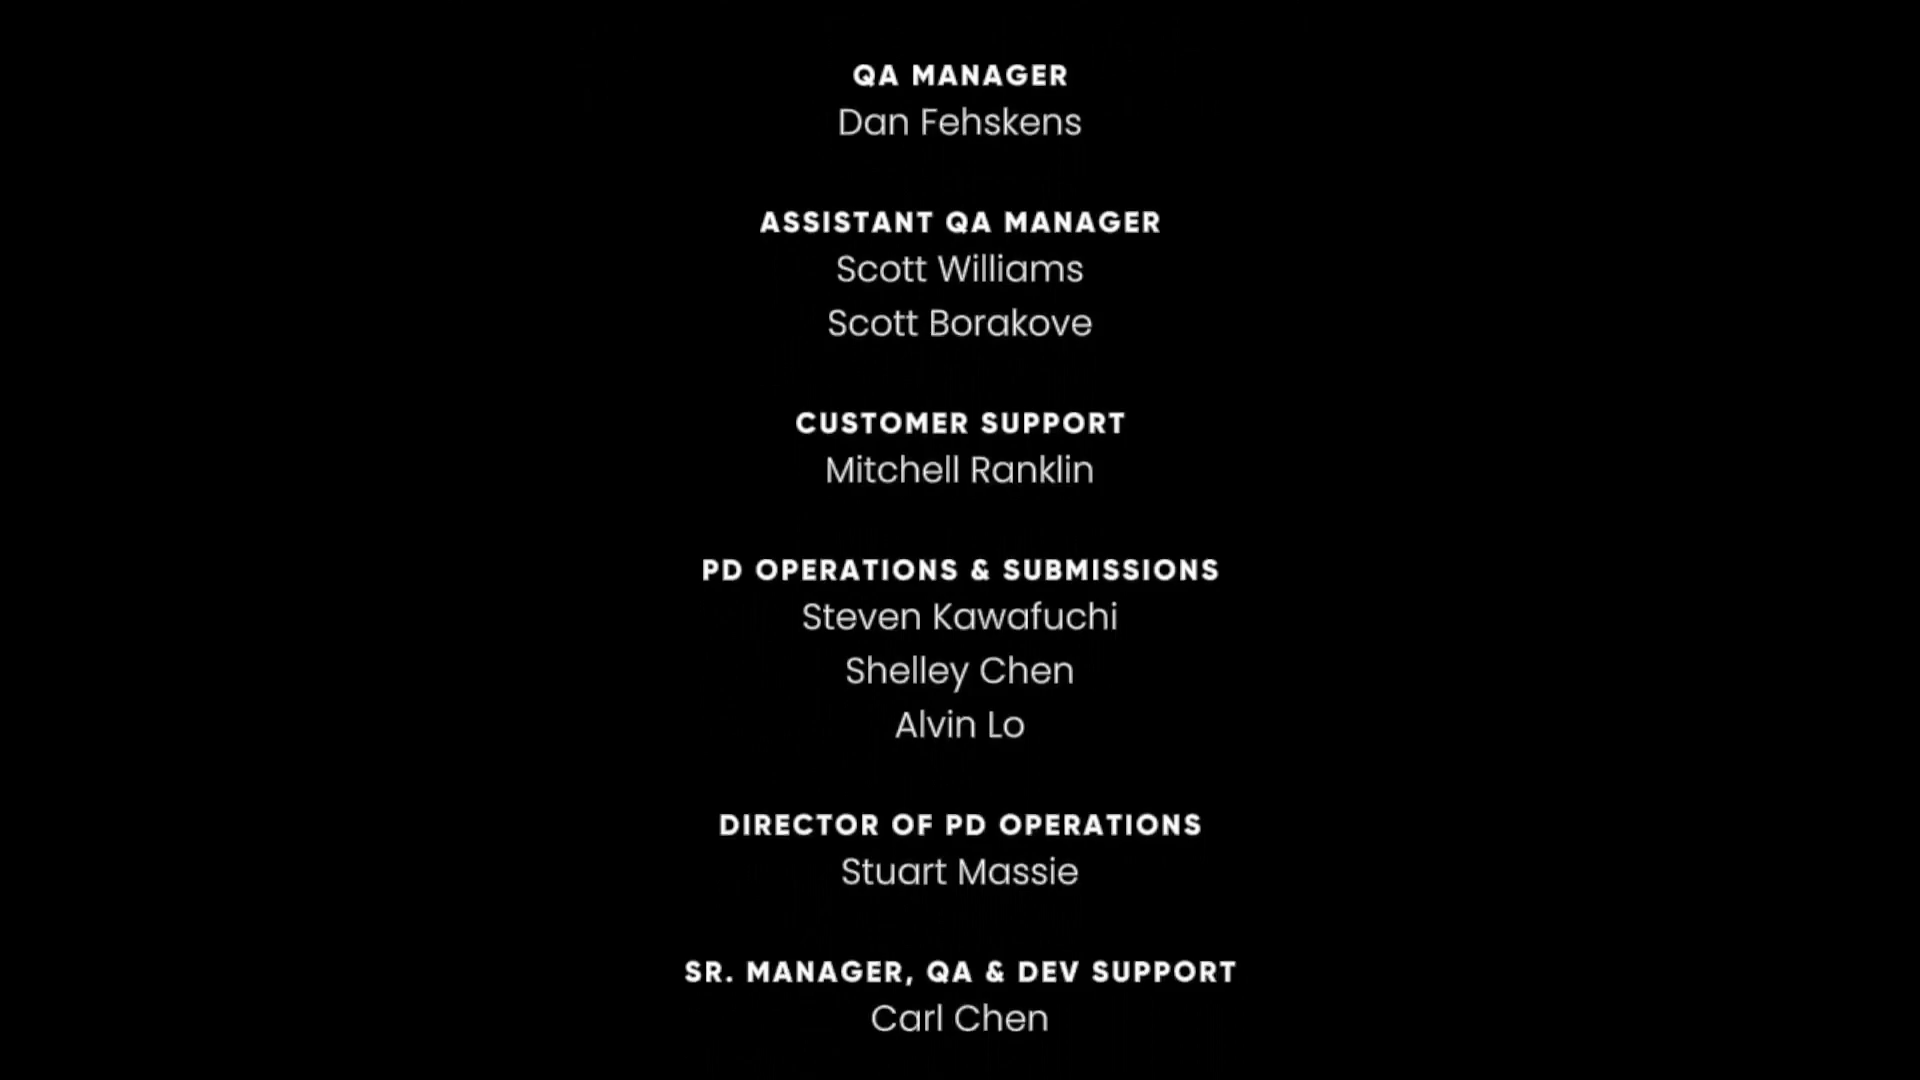 QA MANAGER
Dan Fehskens
ASSISTANT QA MANAGER
Scott Williams
Scott Borakove
CUSTOMER SUPPORT
Mitchell Ranklin
PD OPERATIONS & SUBMISSIONS
Steven Kawafuchi
Shelley Chen
Alvin Lo
DIRECTOR OF PD OPERATIONS
Stuart Massie
SR. MANAGER, QA & DEV SUPPORT
Carl Chen